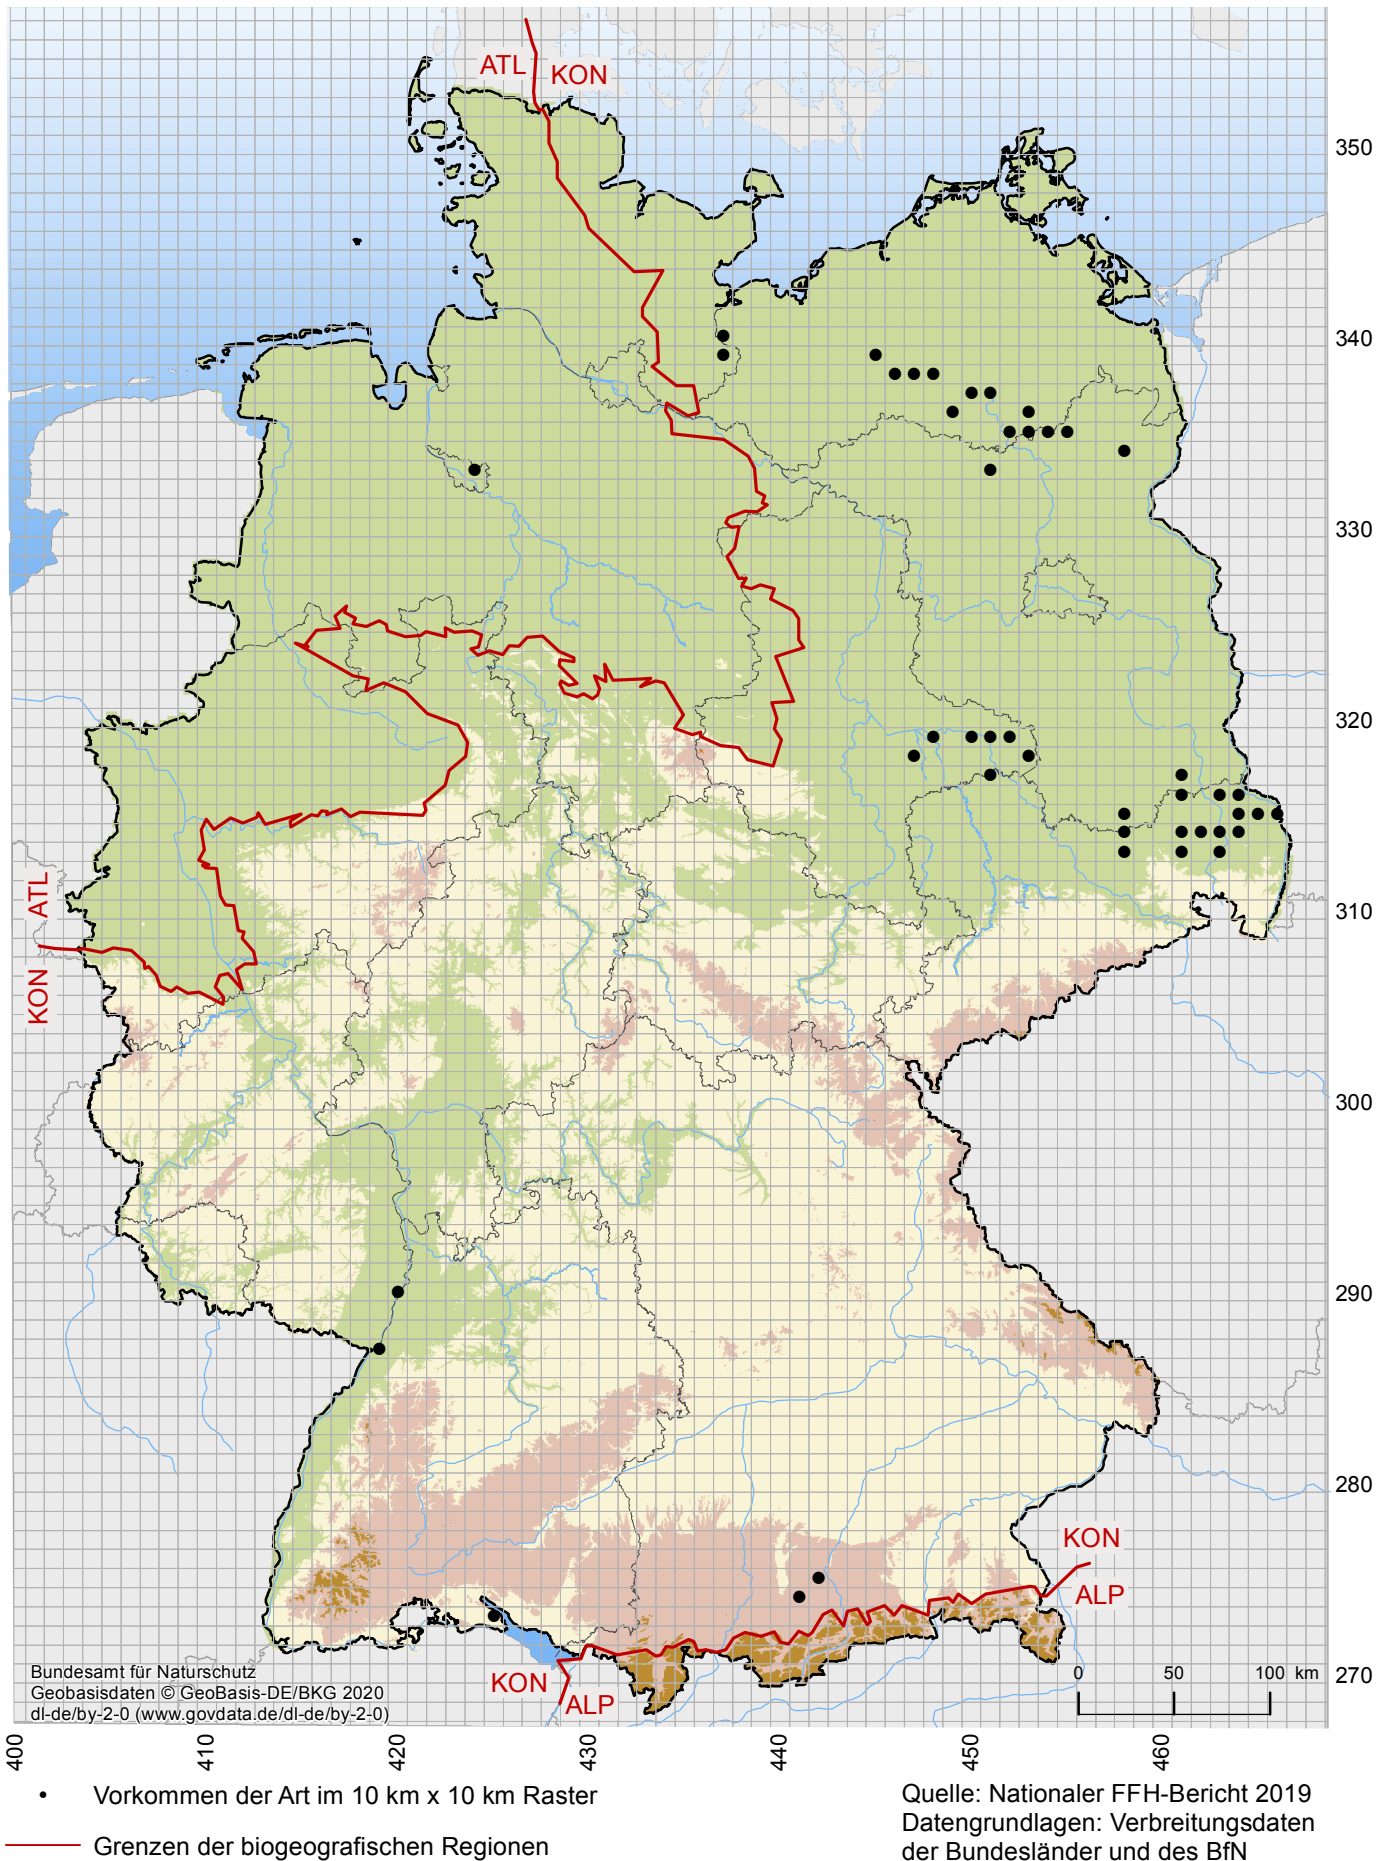 ATL
KON
350
340
330
320
310
300
290
280
270
ATL
KON
KON
ALP
KON
ALP
0 50 100 km
Bundesamt für Naturschutz
Geobasisdaten © GeoBasis-DE/BKG 2020
dl-de/by-2-0 (www.govdata.de/dl-de/by-2-0)
400 410 420 430 440 450 460
• Vorkommen der Art im 10 km x 10 km Raster
Grenzen der biogeografischen Regionen
Quelle: Nationaler FFH-Bericht 2019
Datengrundlagen: Verbreitungsdaten
der Bundesländer und des BfN